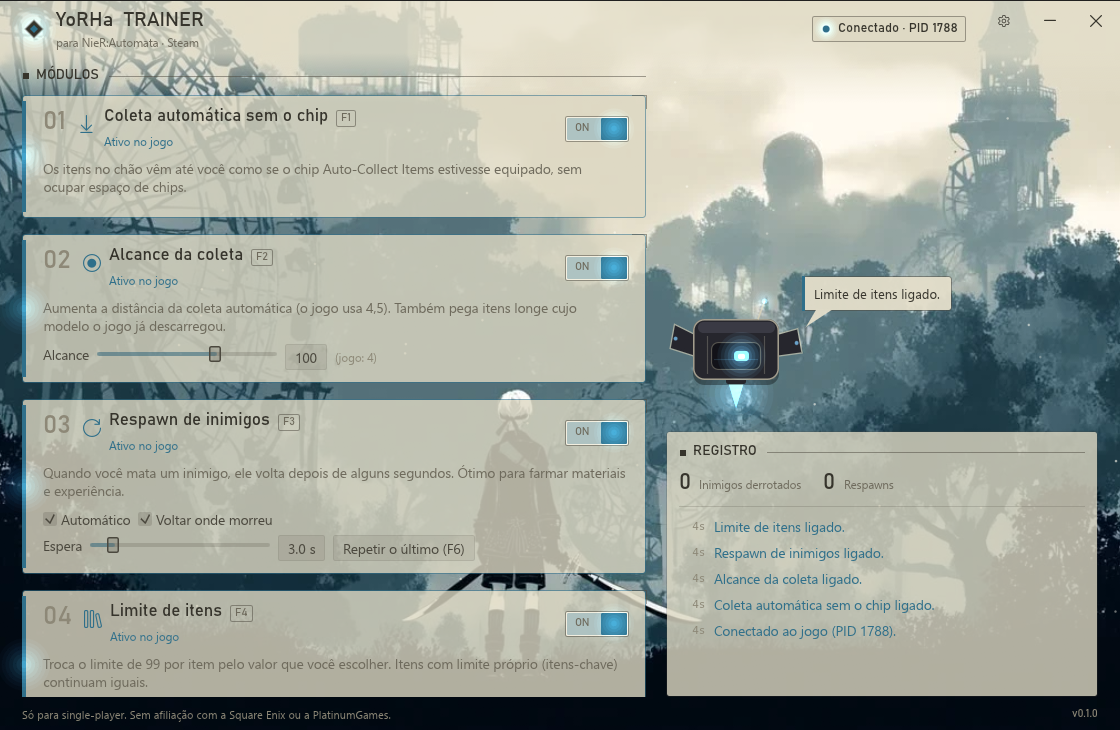 YoRHa TRAINER
para NieR:Automata · Steam
Conectado · PID 1788
MÓDULOS
01
Coleta automática sem o chip F1
ON
Ativo no jogo
Os itens no chão vêm até você como se o chip Auto-Collect Items estivesse equipado, sem
ocupar espaço de chips.
02
Alcance da coleta F2
ON
Ativo no jogo
Aumenta a distância da coleta automática (o jogo usa 4,5). Também pega itens longe cujo
modelo o jogo já descarregou.
Alcance 100 (jogo: 4)
03
Respawn de inimigos F3
ON
Ativo no jogo
Quando você mata um inimigo, ele volta depois de alguns segundos. Ótimo para farmar materiais
e experiência.
Automático Voltar onde morreu
Espera 3.0 s Repetir o último (F6)
04
Limite de itens F4
ON
Ativo no jogo
Troca o limite de 99 por item pelo valor que você escolher. Itens com limite próprio (itens-chave)
continuam iguais.
Limite de itens ligado.
REGISTRO
0 Inimigos derrotados 0 Respawns
4s Limite de itens ligado.
4s Respawn de inimigos ligado.
4s Alcance da coleta ligado.
4s Coleta automática sem o chip ligado.
4s Conectado ao jogo (PID 1788).
Só para single-player. Sem afiliação com a Square Enix ou a PlatinumGames.
v0.1.0